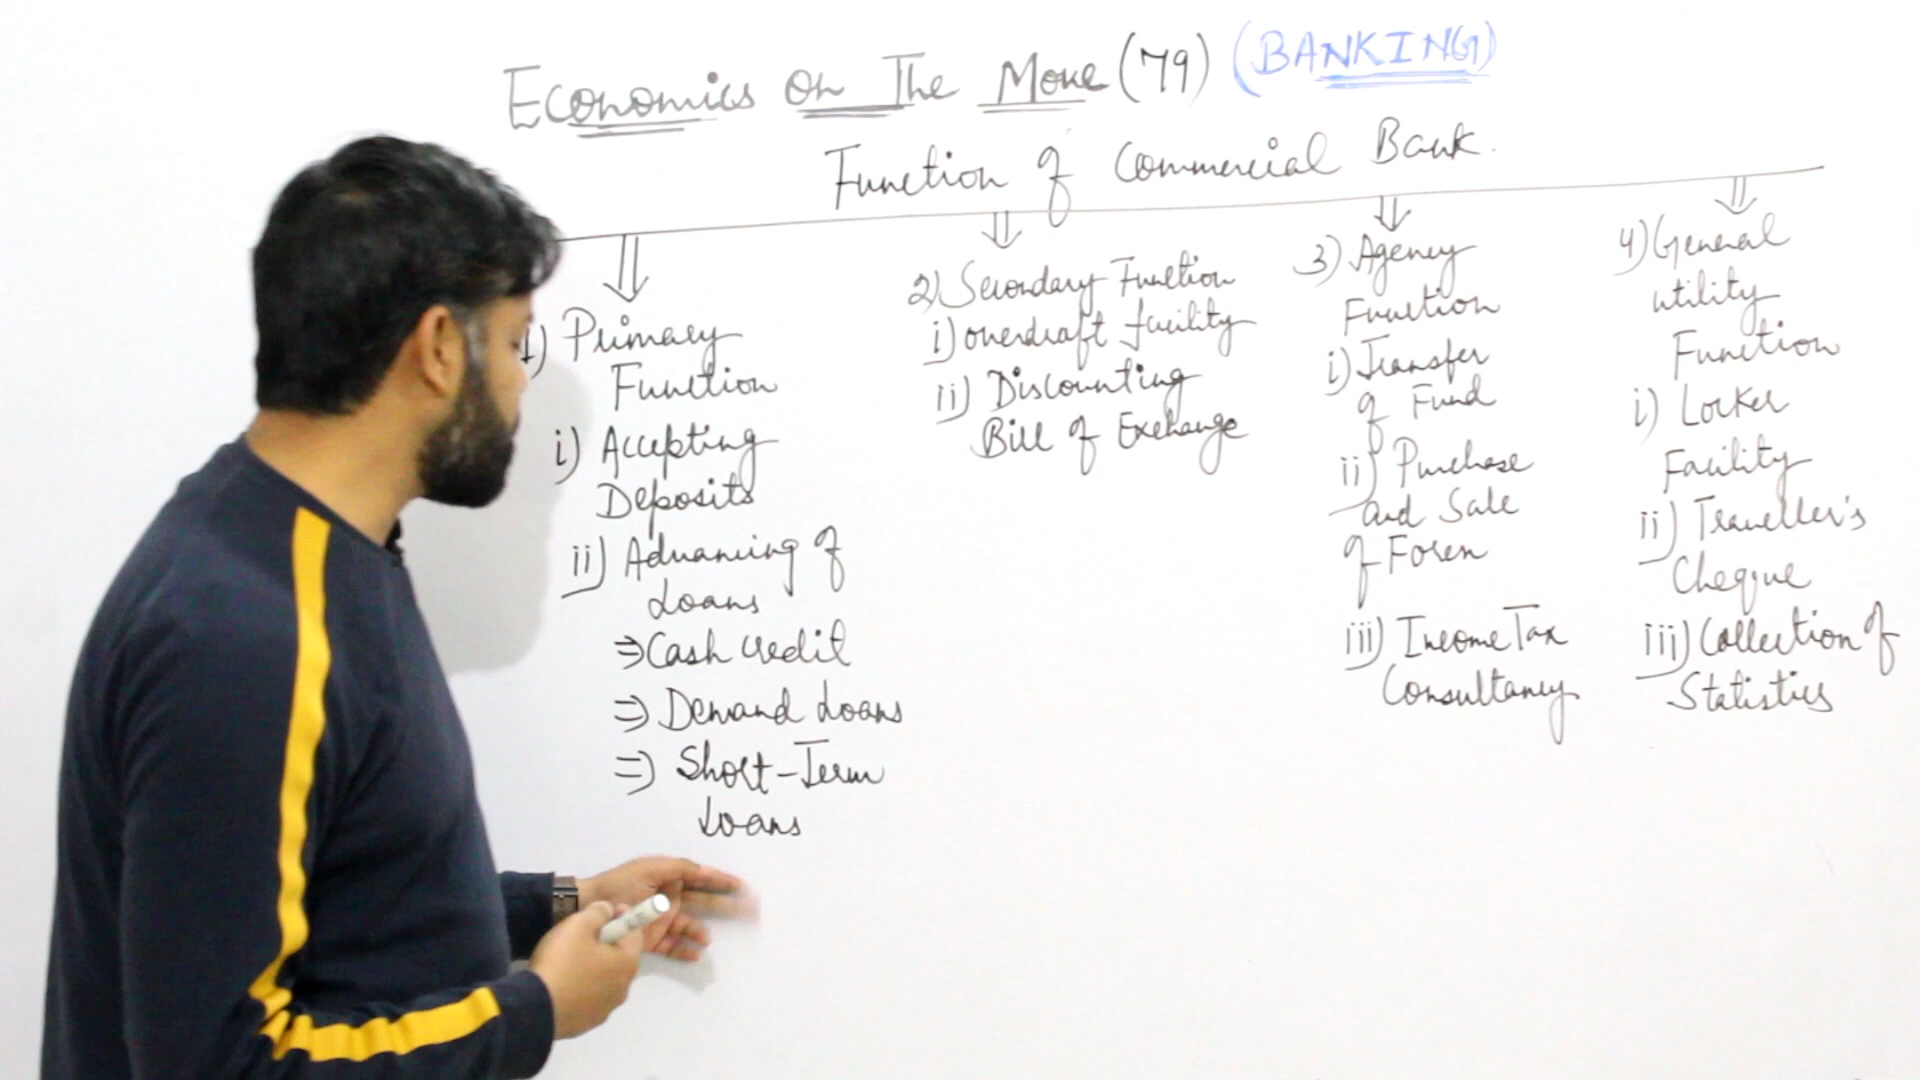 Economics On The Move (79) (BANKING)
Function of Commercial Bank.
1) Primary
Function
i) Accepting
Deposits
ii) Advancing of
Loans
⇒ Cash credit
⇒ Demand Loans
⇒ Short-Term
Loans
2) Secondary Function
i) overdraft facility
ii) Discounting
Bill of Exchange
3) Agency
Function
i) Transfer
of Fund
ii) Purchase
and Sale
of Forex
iii) Income Tax
Consultancy
4) General
utility
Function
i) Locker
Facility
ii) Traveller's
Cheque
iii) Collection of
Statistics